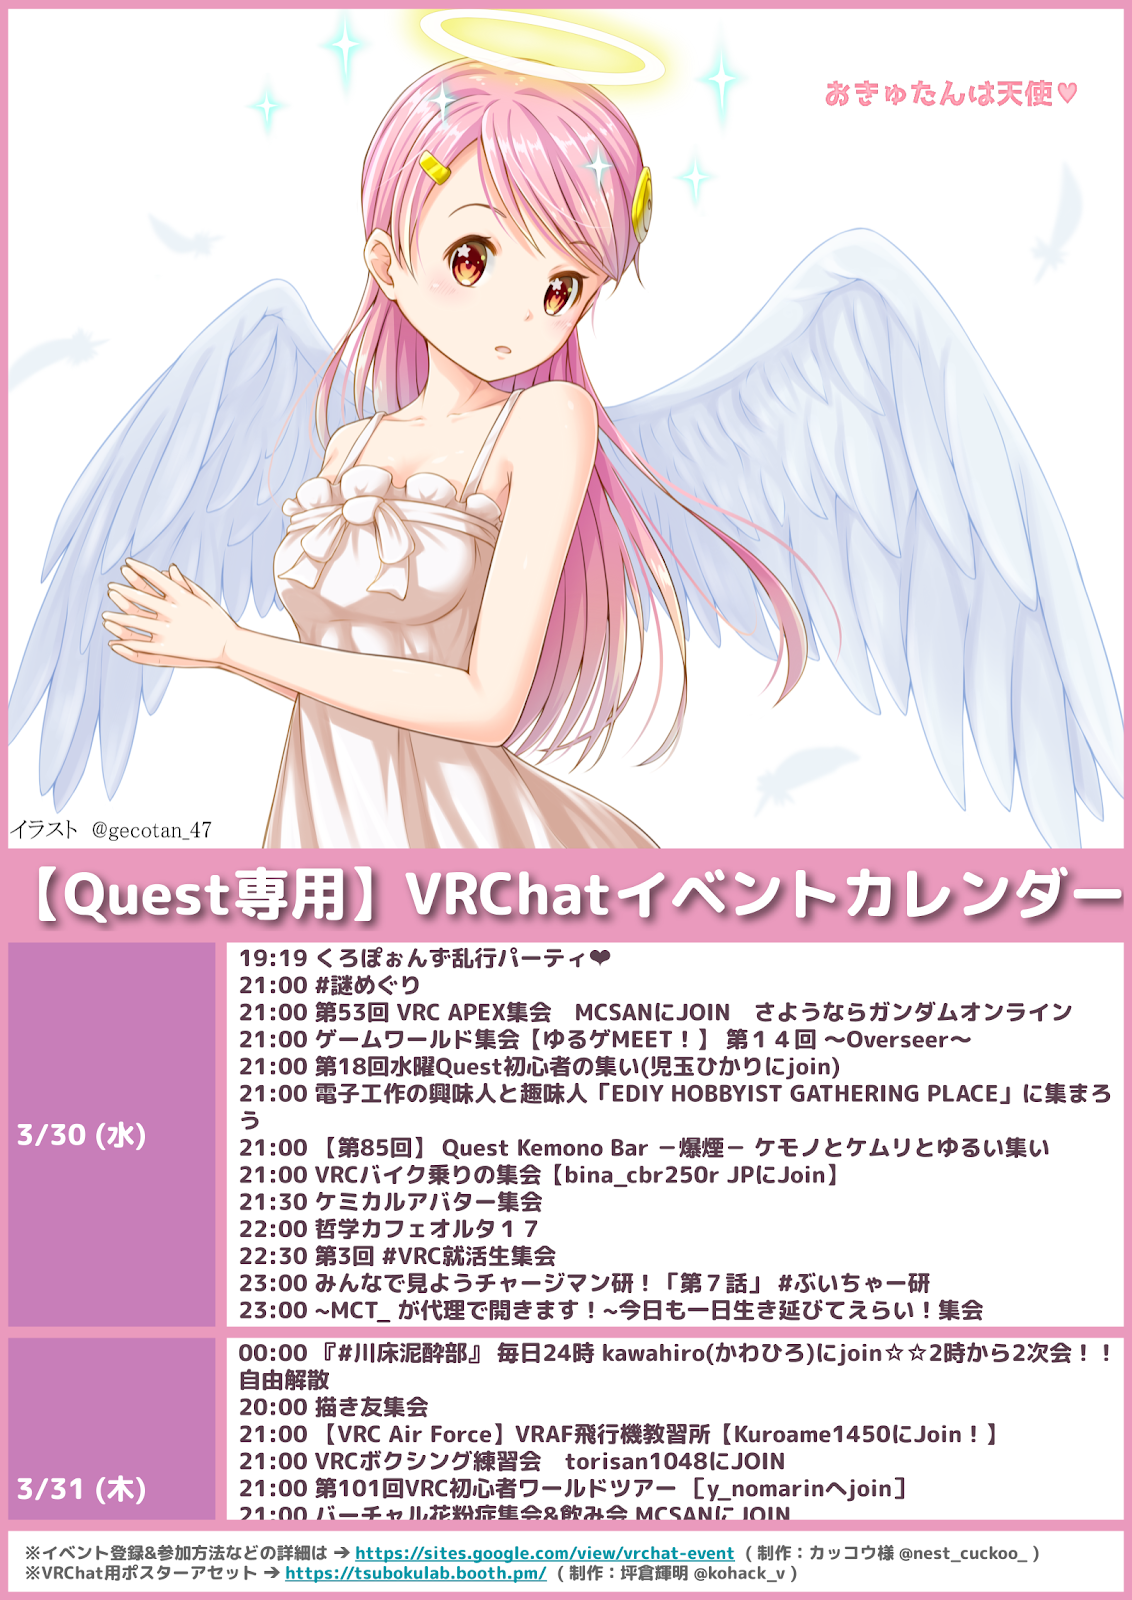 おきゅたんは天使♡
イラスト @gecotan_47
【Quest専用】VRChatイベントカレンダー
3/30 (水)
19:19 くろぽぉんず乱行パーティ❤
21:00 #謎めぐり
21:00 第53回 VRC APEX集会　MCSANにJOIN　さようならガンダムオンライン
21:00 ゲームワールド集会【ゆるゲMEET！】 第１４回 〜Overseer〜
21:00 第18回水曜Quest初心者の集い(児玉ひかりにjoin)
21:00 電子工作の興味人と趣味人「EDIY HOBBYIST GATHERING PLACE」に集まろ
う
21:00 【第85回】 Quest Kemono Bar －爆煙－ ケモノとケムリとゆるい集い
21:00 VRCバイク乗りの集会【bina_cbr250r JPにJoin】
21:30 ケミカルアバター集会
22:00 哲学カフェオルタ１７
22:30 第3回 #VRC就活生集会
23:00 みんなで見ようチャージマン研！「第７話」 #ぶいちゃー研
23:00 ~MCT_ が代理で開きます！~今日も一日生き延びてえらい！集会
3/31 (木)
00:00 『#川床泥酔部』 毎日24時 kawahiro(かわひろ)にjoin☆☆2時から2次会！！
自由解散
20:00 描き友集会
21:00 【VRC Air Force】VRAF飛行機教習所【Kuroame1450にJoin！】
21:00 VRCボクシング練習会　torisan1048にJOIN
21:00 第101回VRC初心者ワールドツアー ［y_nomarinへjoin］
21:00 バーチャル花粉症集会&飲み会 MCSANにJOIN
※イベント登録&参加方法などの詳細は ➔ https://sites.google.com/view/vrchat-event ( 制作：カッコウ様 @nest_cuckoo_ )
※VRChat用ポスターアセット ➔ https://tsubokulab.booth.pm/ ( 制作：坪倉輝明 @kohack_v )